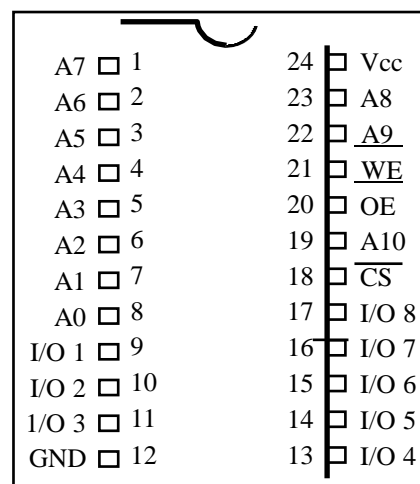 A7 1 24 Vcc
A6 2 23 A8
A5 3 22 A9
A4 4 21 WE
A3 5 20 OE
A2 6 19 A10
A1 7 18 CS
A0 8 17 I/O 8
I/O 1 9 16 I/O 7
I/O 2 10 15 I/O 6
1/O 3 11 14 I/O 5
GND 12 13 I/O 4